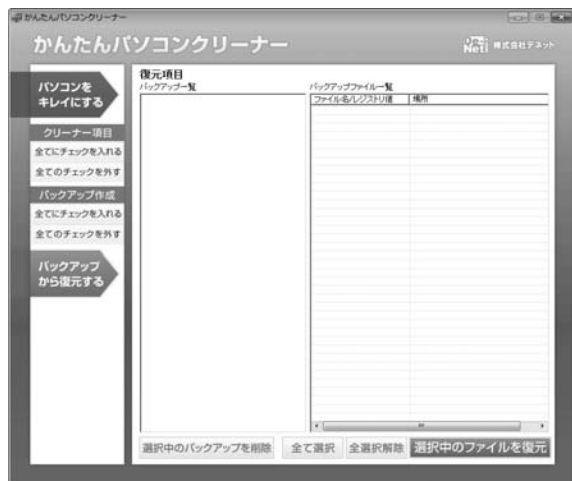 かんたんパソコンクリーナー
かんたんパソコンクリーナー
De-Net! 株式会社デネット
パソコンを
キレイにする
クリーナー項目
全てにチェックを入れる
全てのチェックを外す
バックアップ作成
全てにチェックを入れる
全てのチェックを外す
バックアップ
から復元する
復元項目
バックアップ一覧
バックアップファイル一覧
ファイル名/レジストリ値 場所
選択中のバックアップを削除 全て選択 全選択解除 選択中のファイルを復元